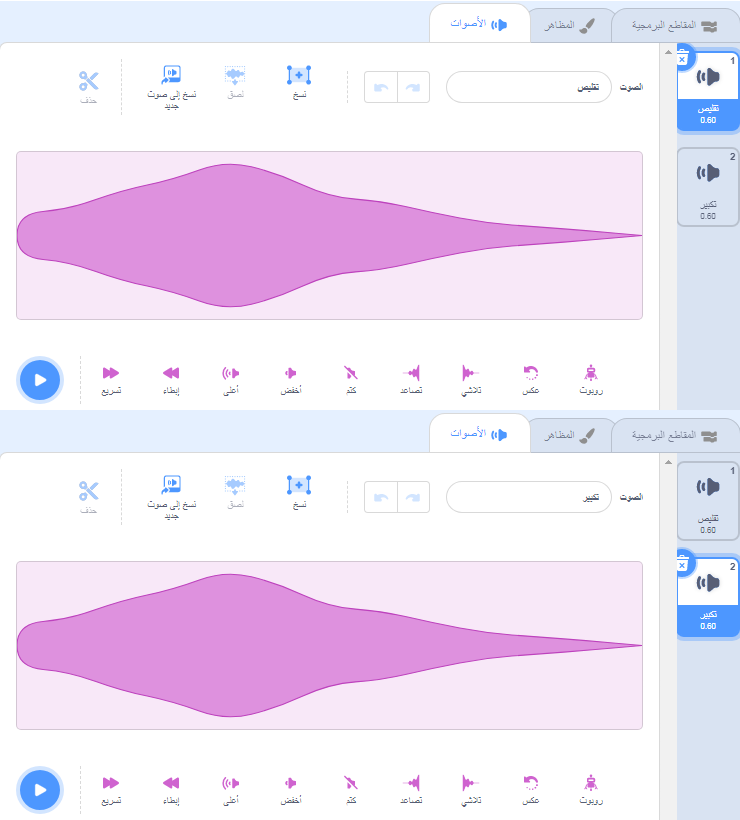 المقاطع البرمجية
المظاهر
الأصوات
1
تقليص
0.60
2
تكبير
0.60
الصوت
تقليص
نسخ
لصق
نسخ إلى صوت
جديد
حذف
روبوت
عكس
تلاشي
تصاعد
كتم
أخفض
أعلى
إبطاء
تسريع
المقاطع البرمجية
المظاهر
الأصوات
1
تقليص
0.60
2
تكبير
0.60
الصوت
تكبير
نسخ
لصق
نسخ إلى صوت
جديد
حذف
روبوت
عكس
تلاشي
تصاعد
كتم
أخفض
أعلى
إبطاء
تسريع